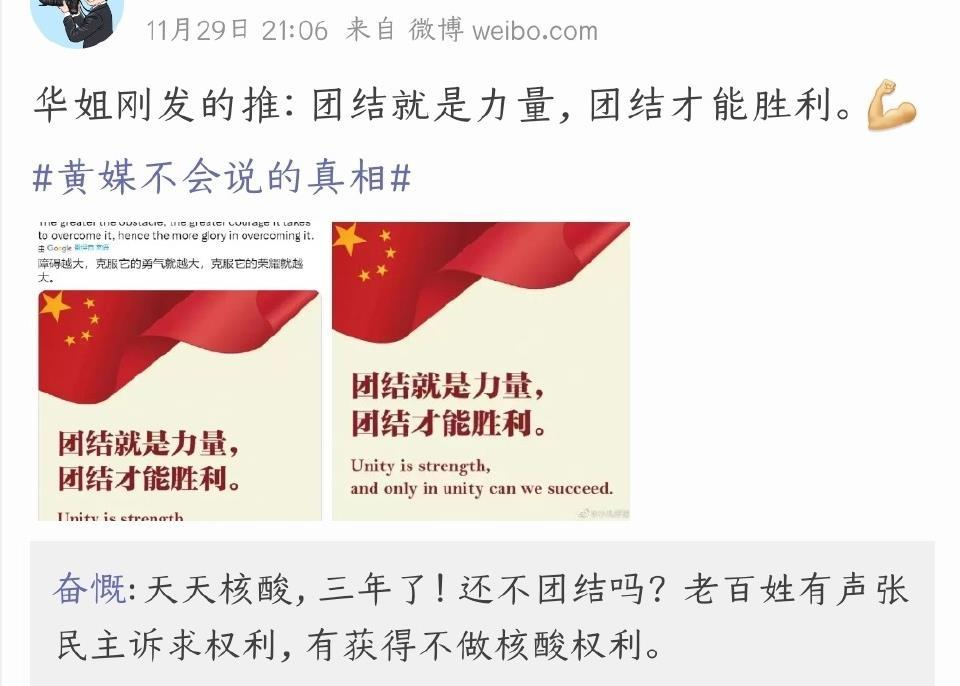 11月29日 21:06 来自 微博 weibo.com
华姐刚发的推：团结就是力量，团结才能胜利。
#黄媒不会说的真相#
The greater the obstacle, the greater courage it takes
to overcome it, hence the more glory in overcoming it.
障碍越大，克服它的勇气就越大，克服它的荣耀就越
大。
团结就是力量，
团结才能胜利。
Unity is strength
团结就是力量，
团结才能胜利。
Unity is strength,
and only in unity can we succeed.
奋慨：天天核酸，三年了！还不团结吗？老百姓有声张
民主诉求权利，有获得不做核酸权利。